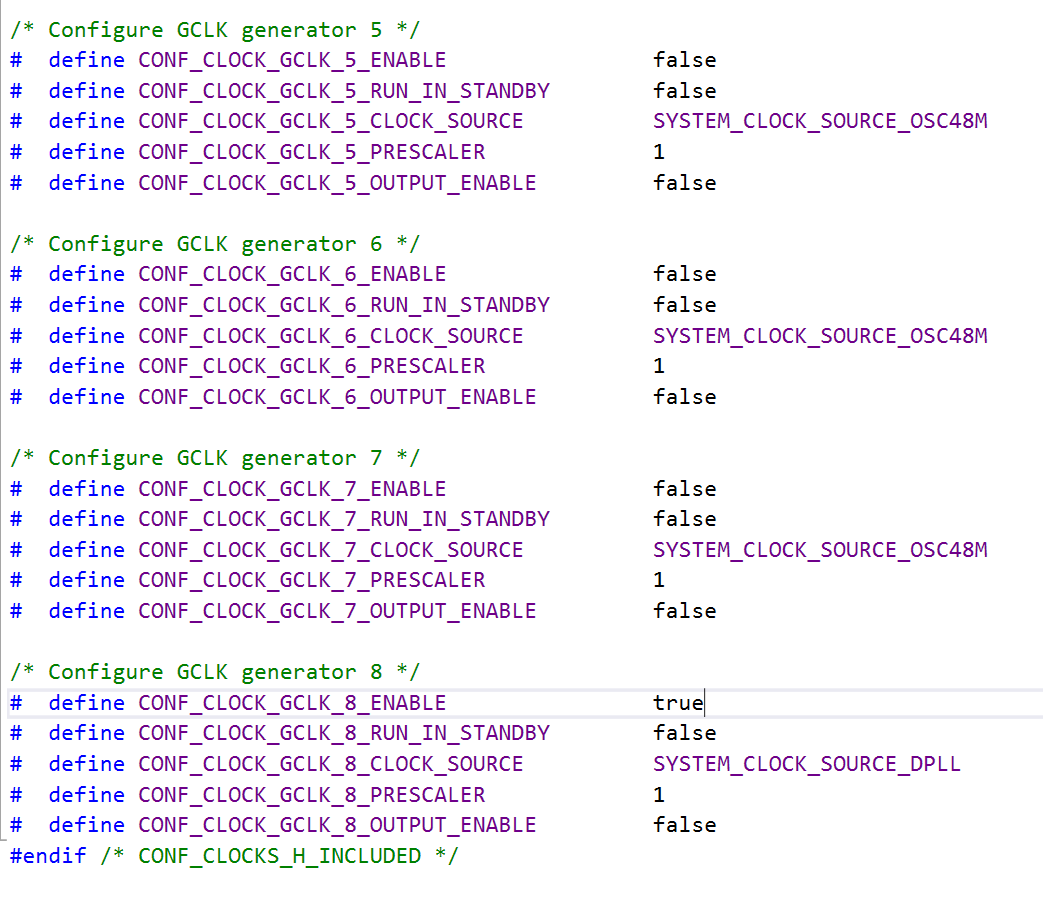 /* Configure GCLK generator 5 */
#  define CONF_CLOCK_GCLK_5_ENABLE                false
#  define CONF_CLOCK_GCLK_5_RUN_IN_STANDBY        false
#  define CONF_CLOCK_GCLK_5_CLOCK_SOURCE          SYSTEM_CLOCK_SOURCE_OSC48M
#  define CONF_CLOCK_GCLK_5_PRESCALER             1
#  define CONF_CLOCK_GCLK_5_OUTPUT_ENABLE         false

/* Configure GCLK generator 6 */
#  define CONF_CLOCK_GCLK_6_ENABLE                false
#  define CONF_CLOCK_GCLK_6_RUN_IN_STANDBY        false
#  define CONF_CLOCK_GCLK_6_CLOCK_SOURCE          SYSTEM_CLOCK_SOURCE_OSC48M
#  define CONF_CLOCK_GCLK_6_PRESCALER             1
#  define CONF_CLOCK_GCLK_6_OUTPUT_ENABLE         false

/* Configure GCLK generator 7 */
#  define CONF_CLOCK_GCLK_7_ENABLE                false
#  define CONF_CLOCK_GCLK_7_RUN_IN_STANDBY        false
#  define CONF_CLOCK_GCLK_7_CLOCK_SOURCE          SYSTEM_CLOCK_SOURCE_OSC48M
#  define CONF_CLOCK_GCLK_7_PRESCALER             1
#  define CONF_CLOCK_GCLK_7_OUTPUT_ENABLE         false

/* Configure GCLK generator 8 */
#  define CONF_CLOCK_GCLK_8_ENABLE                true
#  define CONF_CLOCK_GCLK_8_RUN_IN_STANDBY        false
#  define CONF_CLOCK_GCLK_8_CLOCK_SOURCE          SYSTEM_CLOCK_SOURCE_DPLL
#  define CONF_CLOCK_GCLK_8_PRESCALER             1
#  define CONF_CLOCK_GCLK_8_OUTPUT_ENABLE         false
#endif /* CONF_CLOCKS_H_INCLUDED */